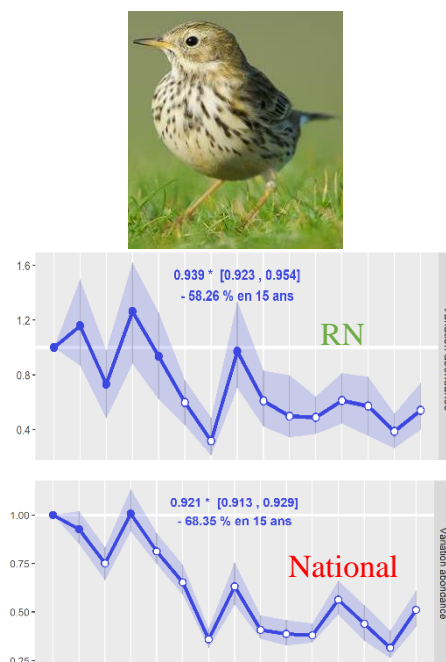 1.6
0.939 * [0.923 , 0.954]
- 58.26 % en 15 ans
RN
1.2
0.8
0.4
0.921 * [0.913 , 0.929]
- 68.35 % en 15 ans
1.00
National
0.75
0.50
0.25
Variation abondance